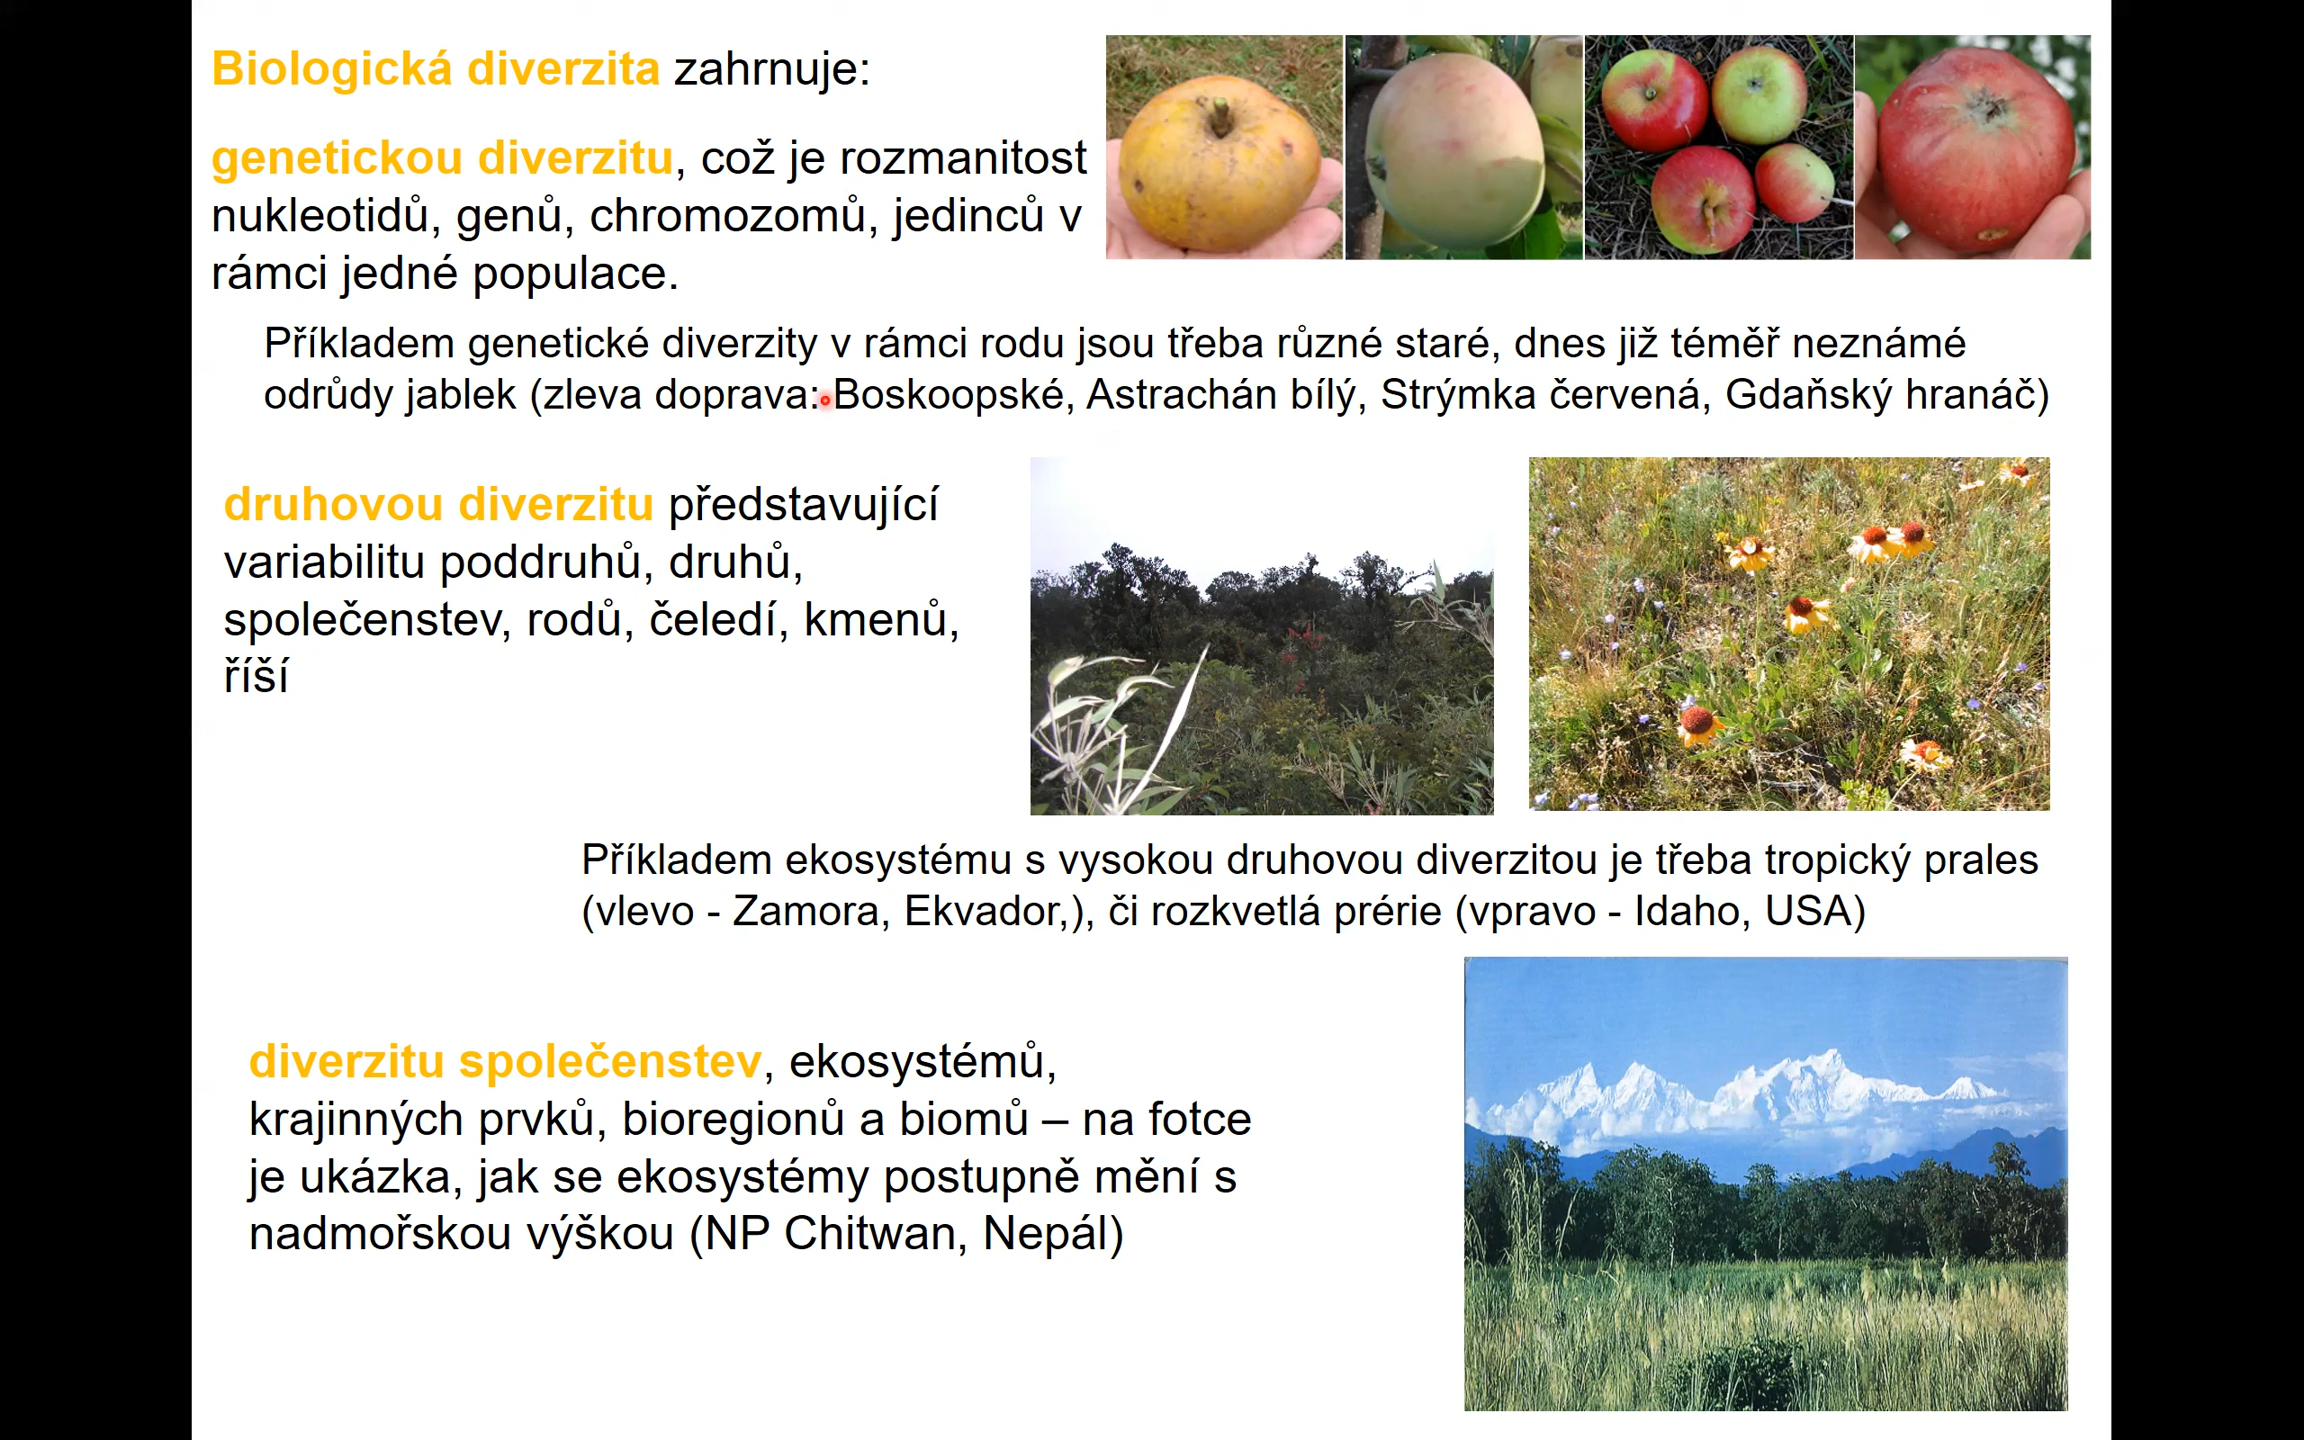 Biologická diverzita zahrnuje:
genetickou diverzitu, což je rozmanitost
nukleotidů, genů, chromozomů, jedinců v
rámci jedné populace.
Příkladem genetické diverzity v rámci rodu jsou třeba různé staré, dnes již téměř neznámé
odrůdy jablek (zleva doprava: Boskoopské, Astrachán bílý, Strýmka červená, Gdaňský hranáč)
druhovou diverzitu představující
variabilitu poddruhů, druhů,
společenstev, rodů, čeledí, kmenů,
říší
Příkladem ekosystému s vysokou druhovou diverzitou je třeba tropický prales
(vlevo - Zamora, Ekvador,), či rozkvetlá prérie (vpravo - Idaho, USA)
diverzitu společenstev, ekosystémů,
krajinných prvků, bioregionů a biomů – na fotce
je ukázka, jak se ekosystémy postupně mění s
nadmořskou výškou (NP Chitwan, Nepál)